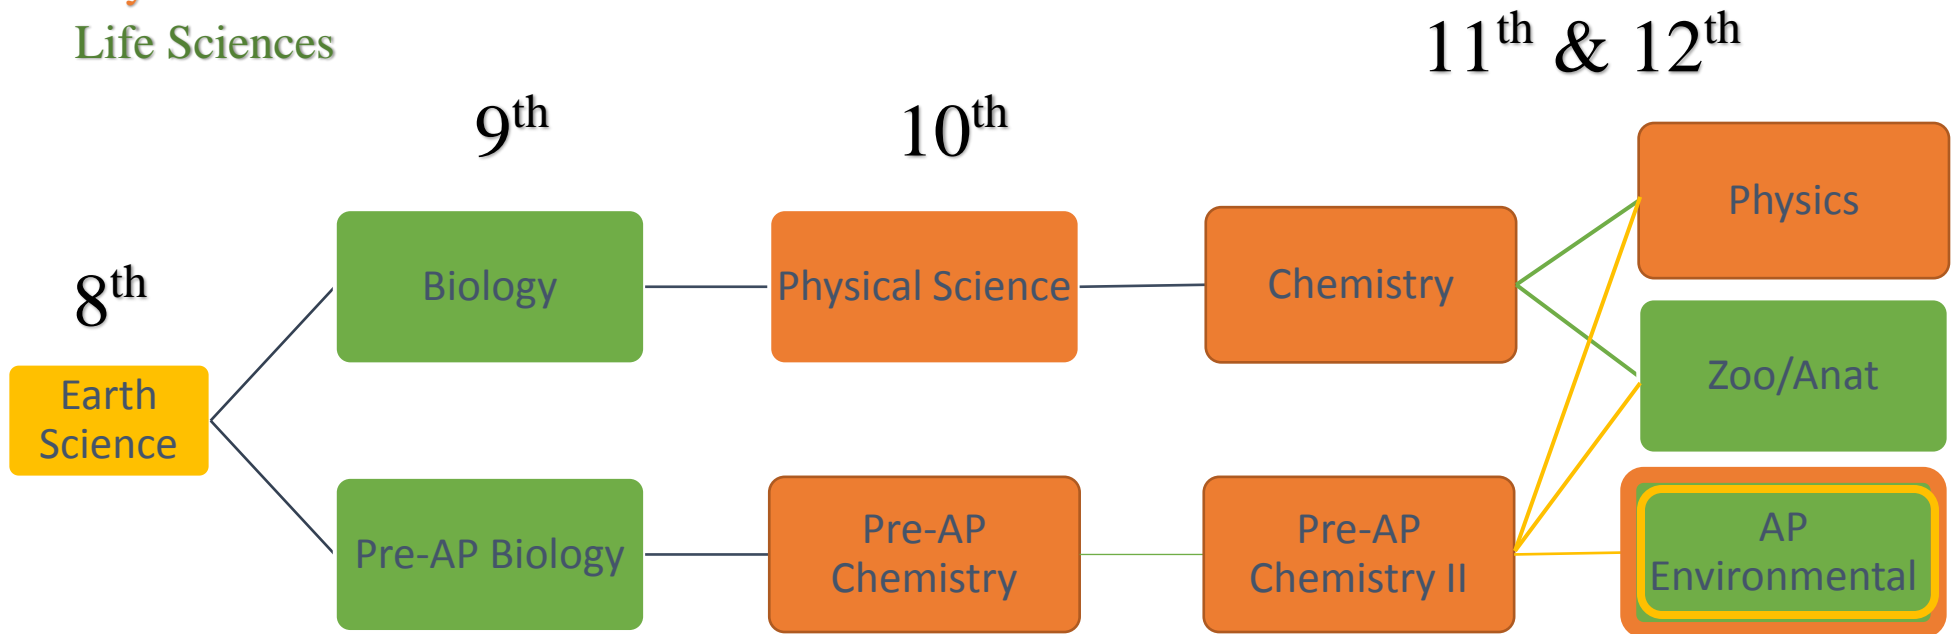 Life Sciences
11th & 12th
9th
10th
8th
Physics
Biology
Physical Science
Chemistry
Zoo/Anat
Earth
Science
Pre-AP Biology
Pre-AP
Chemistry
Pre-AP
Chemistry II
AP
Environmental